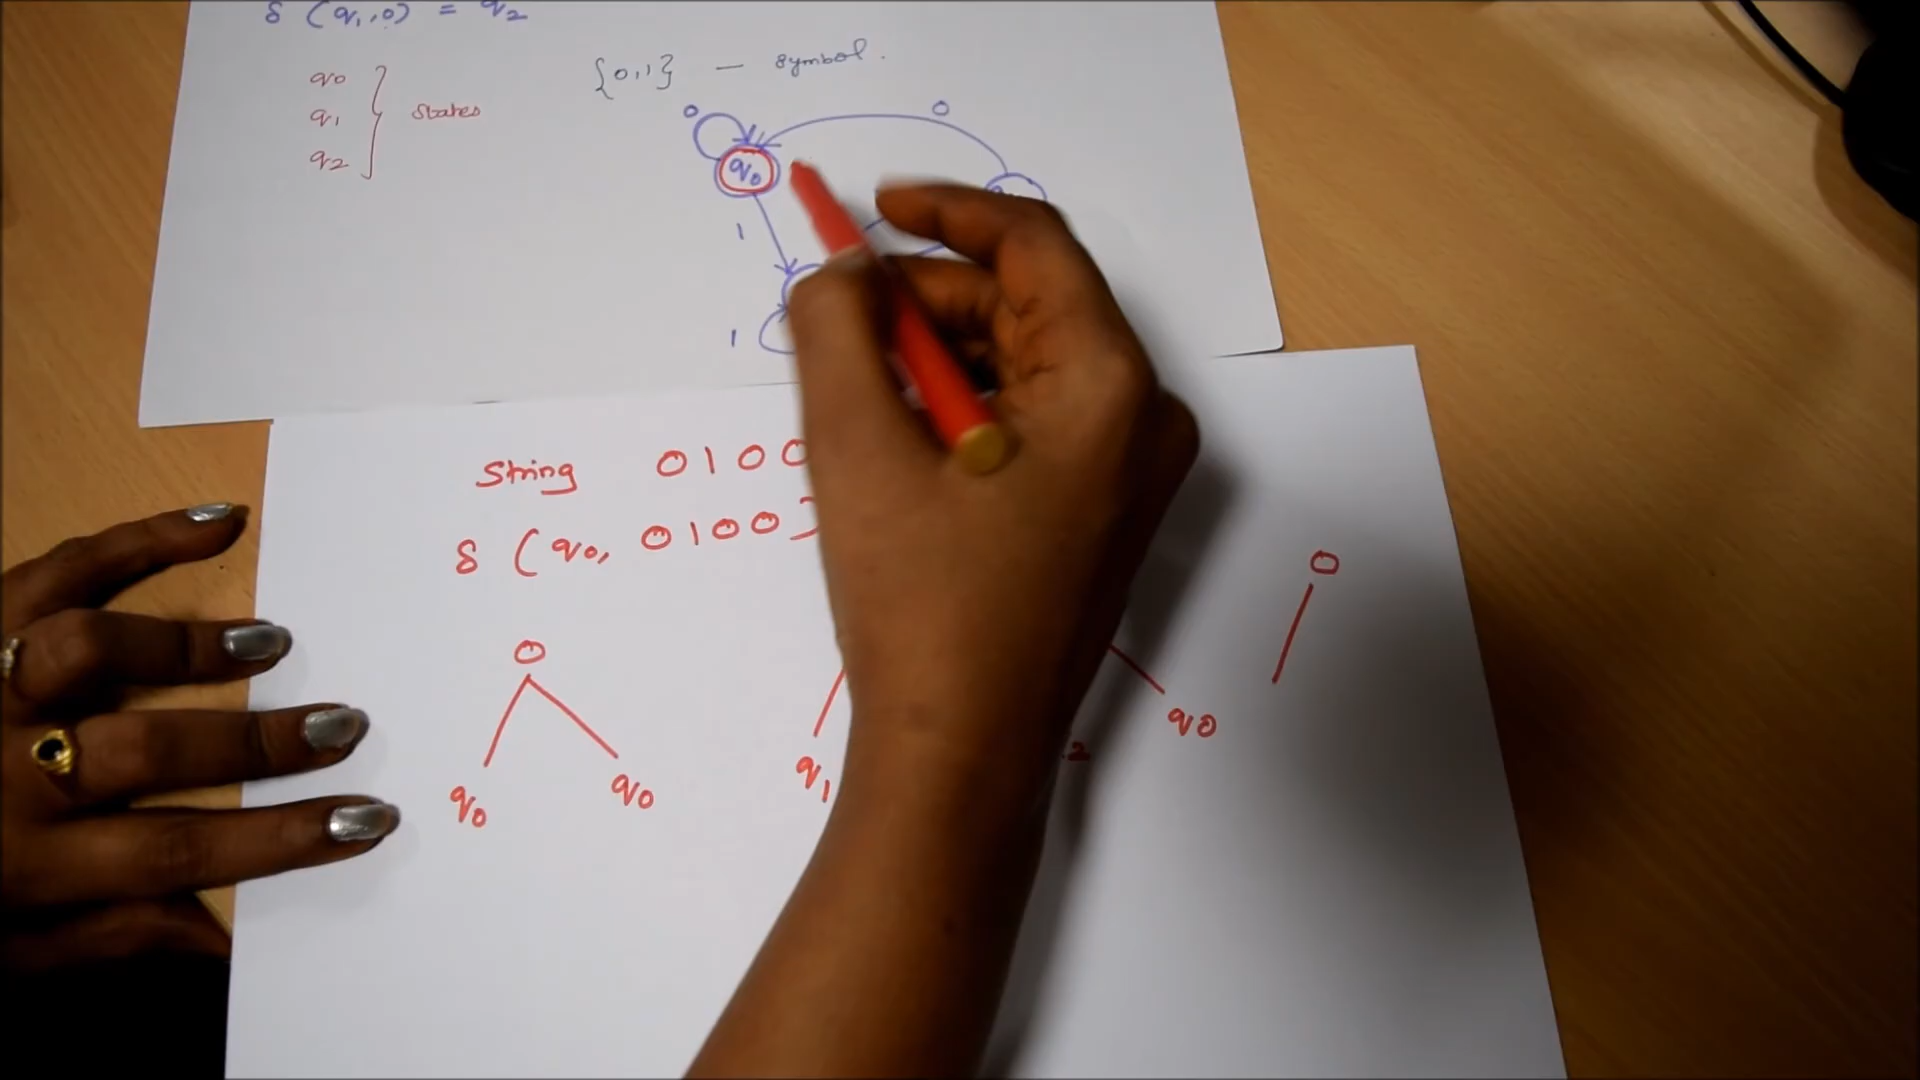 δ (q1,0) = q2
q0
q1 } states
q2
{0,1} — symbol.
0
0
q0
1
1
String 0100
δ (q0, 0100)
0
0
q0
q0
q1
2
q0